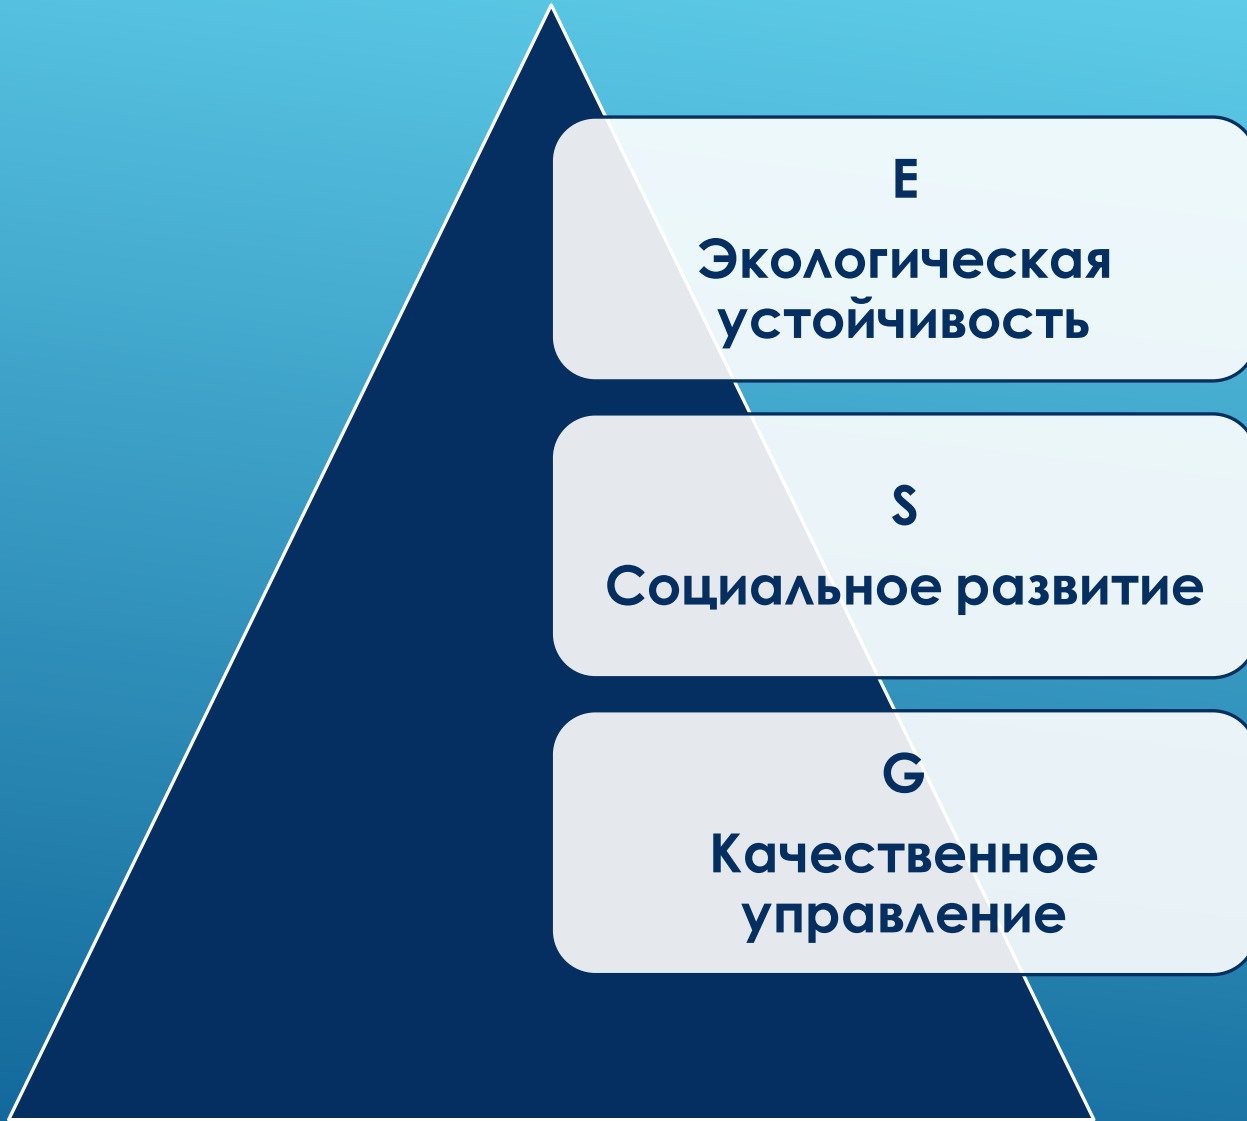 E
Экологическая
устойчивость
S
Социальное развитие
G
Качественное
управление